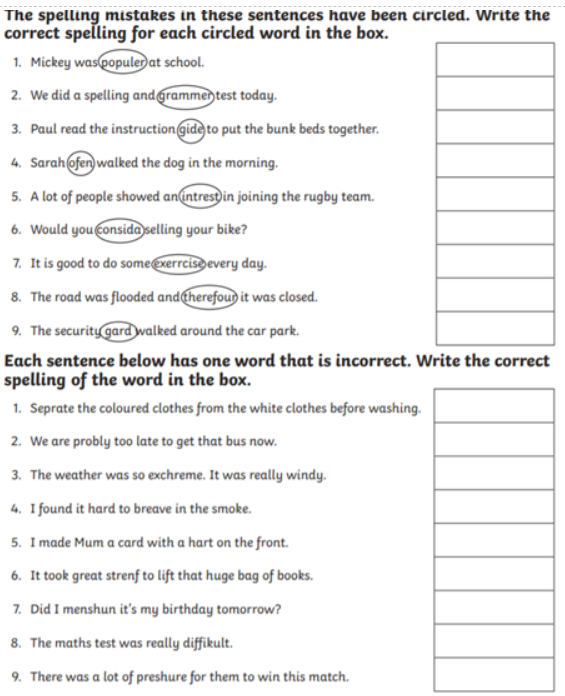 The spelling mistakes in these sentences have been circled. Write the
correct spelling for each circled word in the box.
1. Mickey was populer at school.
2. We did a spelling and grammer test today.
3. Paul read the instruction gide to put the bunk beds together.
4. Sarah ofen walked the dog in the morning.
5. A lot of people showed an intrest in joining the rugby team.
6. Would you consida selling your bike?
7. It is good to do some exerrcise every day.
8. The road was flooded and therefour it was closed.
9. The security gard walked around the car park.
Each sentence below has one word that is incorrect. Write the correct
spelling of the word in the box.
1. Seprate the coloured clothes from the white clothes before washing.
2. We are probly too late to get that bus now.
3. The weather was so exchreme. It was really windy.
4. I found it hard to breave in the smoke.
5. I made Mum a card with a hart on the front.
6. It took great strenf to lift that huge bag of books.
7. Did I menshun it's my birthday tomorrow?
8. The maths test was really diffikult.
9. There was a lot of preshure for them to win this match.